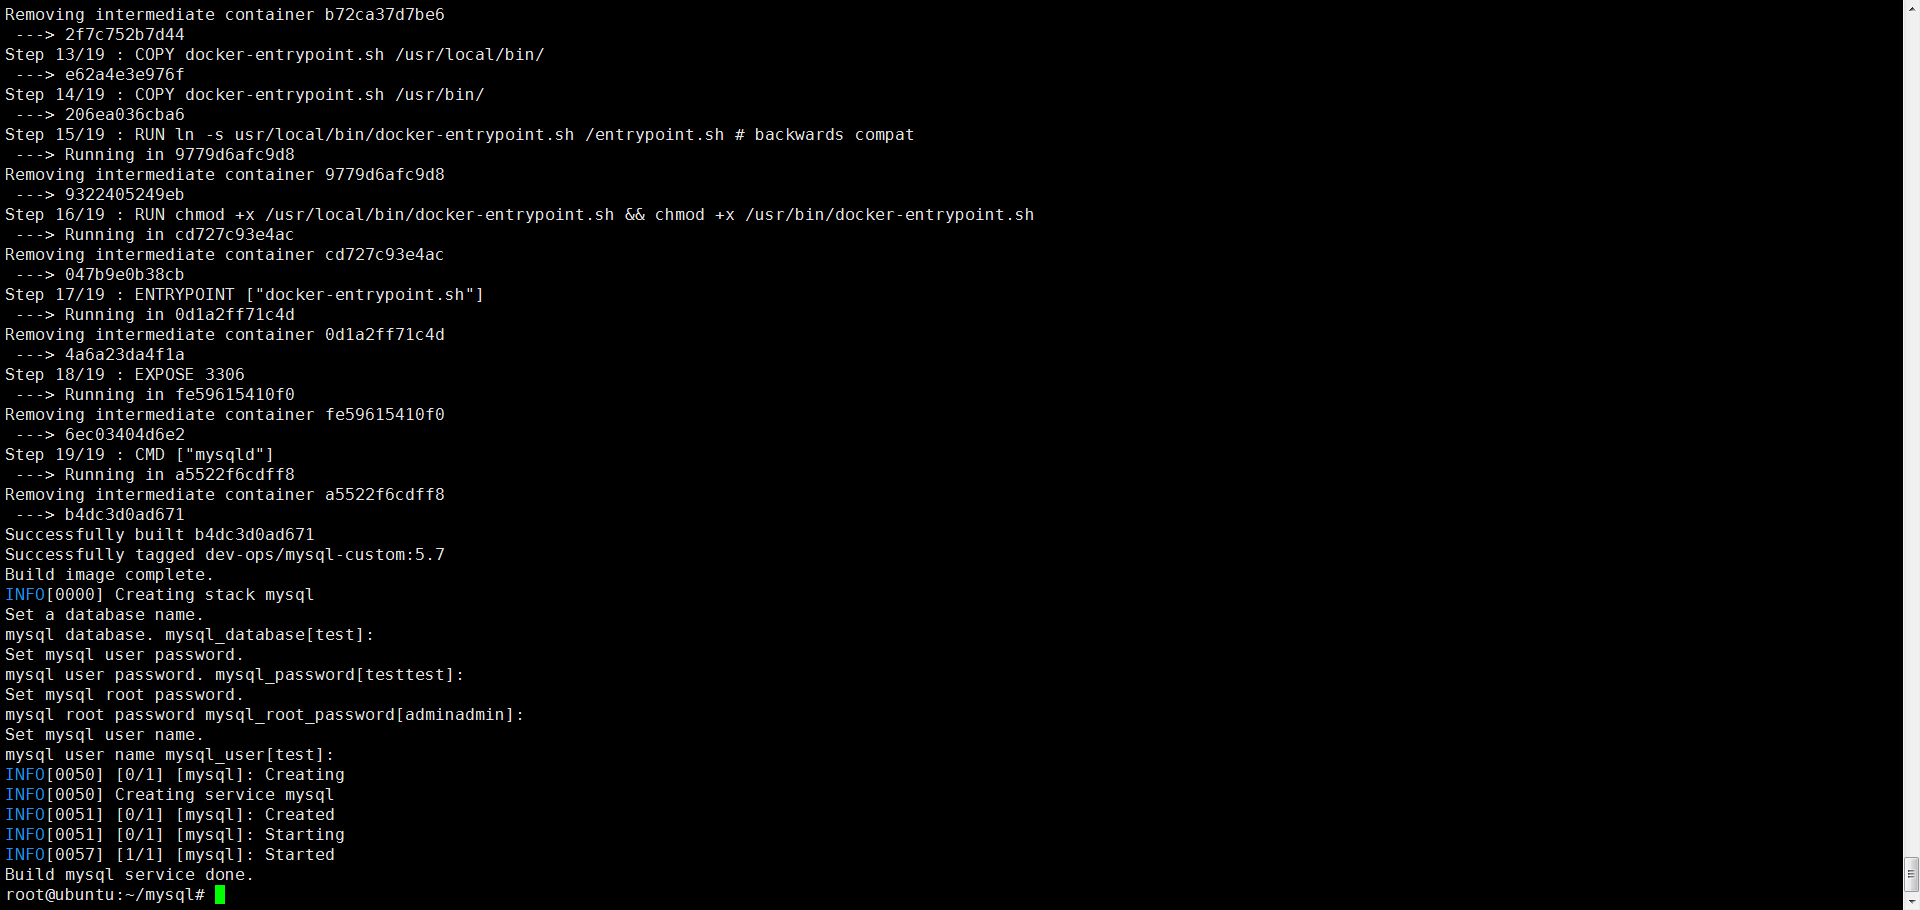 Removing intermediate container b72ca37d7be6
 ---> 2f7c752b7d44
Step 13/19 : COPY docker-entrypoint.sh /usr/local/bin/
 ---> e62a4e3e976f
Step 14/19 : COPY docker-entrypoint.sh /usr/bin/
 ---> 206ea036cba6
Step 15/19 : RUN ln -s usr/local/bin/docker-entrypoint.sh /entrypoint.sh # backwards compat
 ---> Running in 9779d6afc9d8
Removing intermediate container 9779d6afc9d8
 ---> 9322405249eb
Step 16/19 : RUN chmod +x /usr/local/bin/docker-entrypoint.sh && chmod +x /usr/bin/docker-entrypoint.sh
 ---> Running in cd727c93e4ac
Removing intermediate container cd727c93e4ac
 ---> 047b9e0b38cb
Step 17/19 : ENTRYPOINT ["docker-entrypoint.sh"]
 ---> Running in 0d1a2ff71c4d
Removing intermediate container 0d1a2ff71c4d
 ---> 4a6a23da4f1a
Step 18/19 : EXPOSE 3306
 ---> Running in fe59615410f0
Removing intermediate container fe59615410f0
 ---> 6ec03404d6e2
Step 19/19 : CMD ["mysqld"]
 ---> Running in a5522f6cdff8
Removing intermediate container a5522f6cdff8
 ---> b4dc3d0ad671
Successfully built b4dc3d0ad671
Successfully tagged dev-ops/mysql-custom:5.7
Build image complete.
INFO[0000] Creating stack mysql
Set a database name.
mysql database. mysql_database[test]:
Set mysql user password.
mysql user password. mysql_password[testtest]:
Set mysql root password.
mysql root password mysql_root_password[adminadmin]:
Set mysql user name.
mysql user name mysql_user[test]:
INFO[0050] [0/1] [mysql]: Creating
INFO[0050] Creating service mysql
INFO[0051] [0/1] [mysql]: Created
INFO[0051] [0/1] [mysql]: Starting
INFO[0057] [1/1] [mysql]: Started
Build mysql service done.
root@ubuntu:~/mysql#